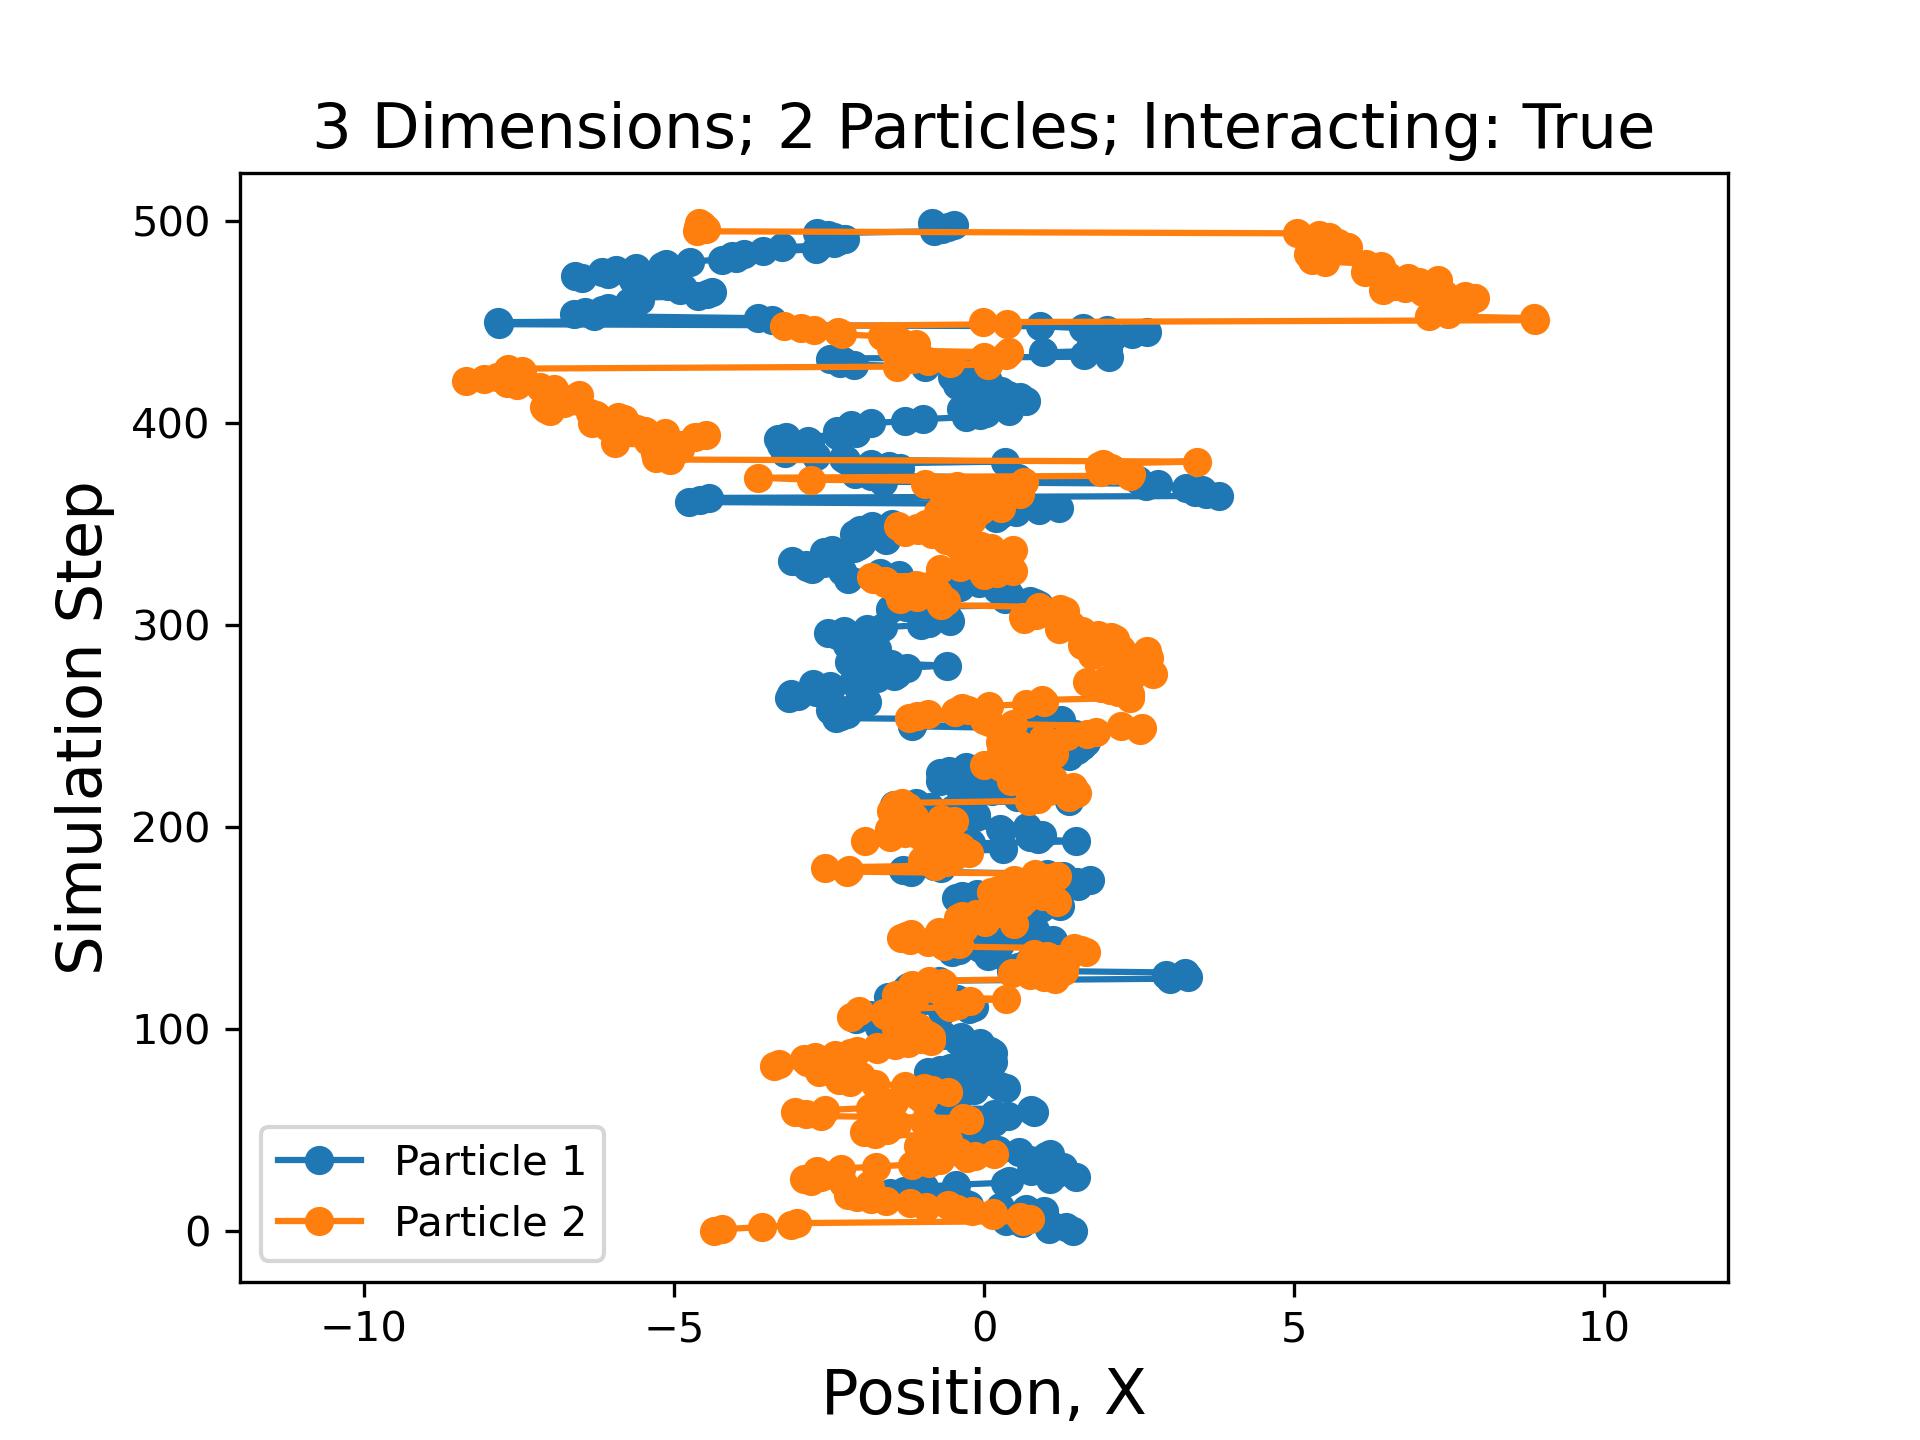 3 Dimensions; 2 Particles; Interacting: True
Simulation Step
500
400
300
200
100
0
Particle 1
Particle 2
−10
−5
0
5
10
Position, X